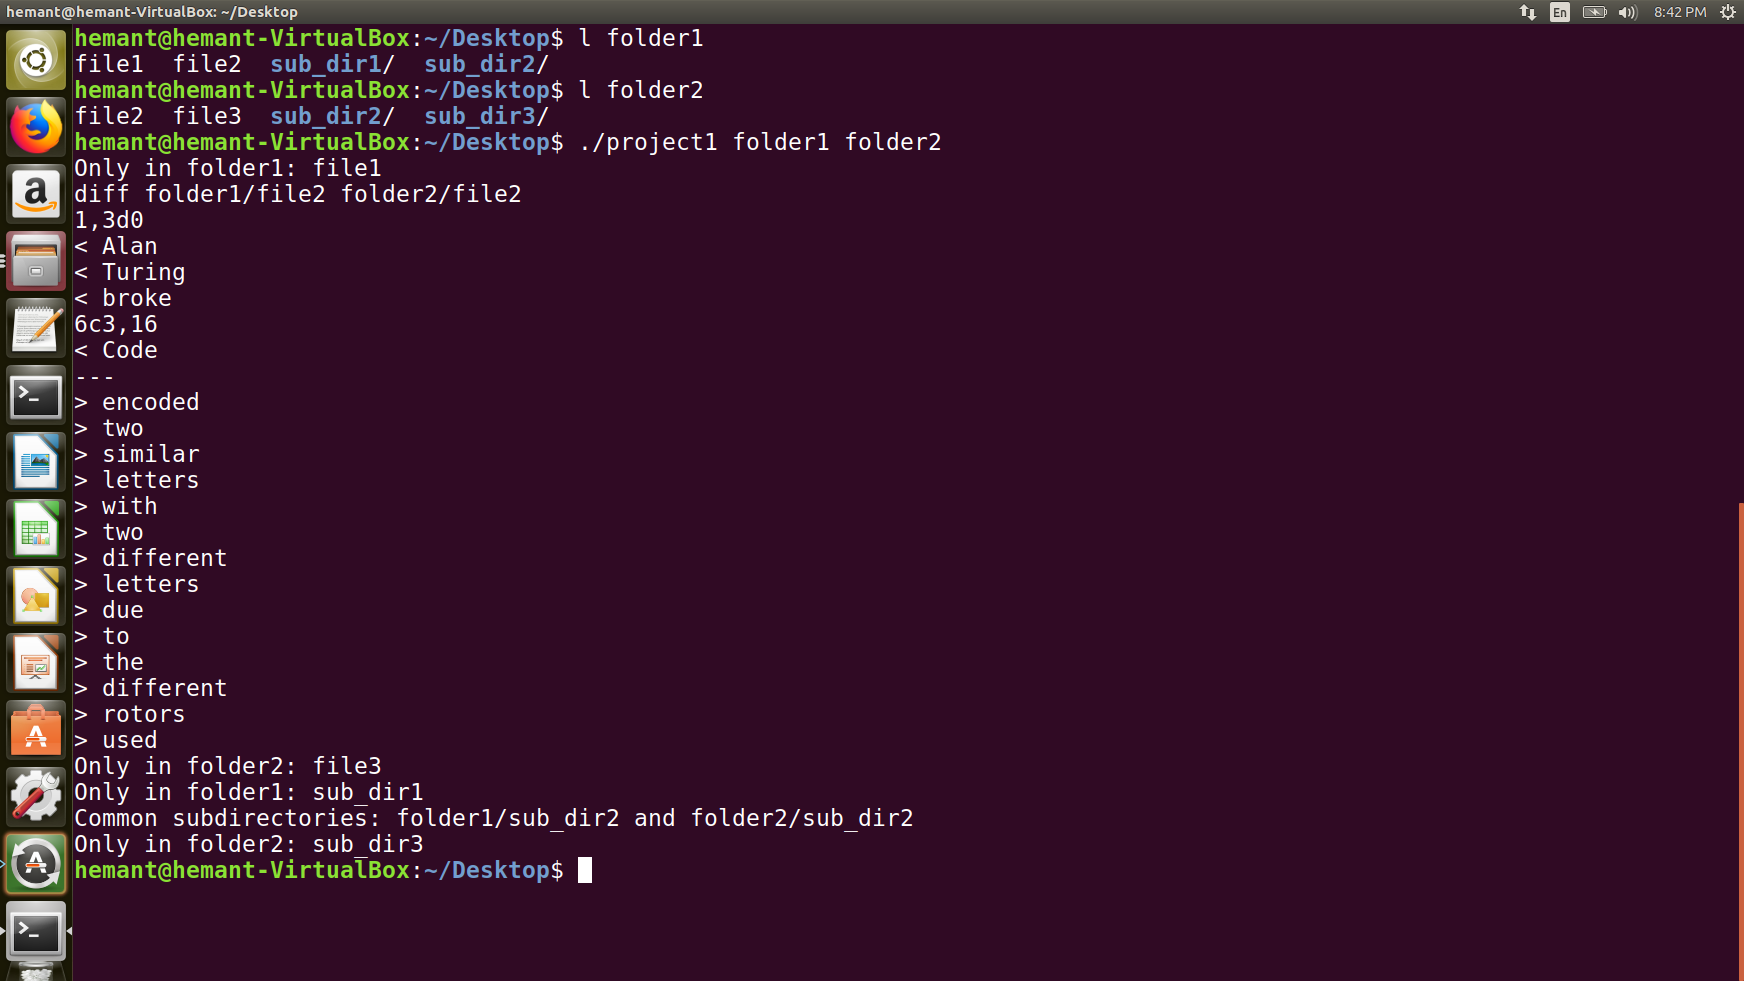 hemant@hemant-VirtualBox: ~/Desktop
En
8:42 PM
hemant@hemant-VirtualBox:~/Desktop$ l folder1
file1  file2  sub_dir1/  sub_dir2/
hemant@hemant-VirtualBox:~/Desktop$ l folder2
file2  file3  sub_dir2/  sub_dir3/
hemant@hemant-VirtualBox:~/Desktop$ ./project1 folder1 folder2
Only in folder1: file1
diff folder1/file2 folder2/file2
1,3d0
< Alan
< Turing
< broke
6c3,16
< Code
---
> encoded
> two
> similar
> letters
> with
> two
> different
> letters
> due
> to
> the
> different
> rotors
> used
Only in folder2: file3
Only in folder1: sub_dir1
Common subdirectories: folder1/sub_dir2 and folder2/sub_dir2
Only in folder2: sub_dir3
hemant@hemant-VirtualBox:~/Desktop$